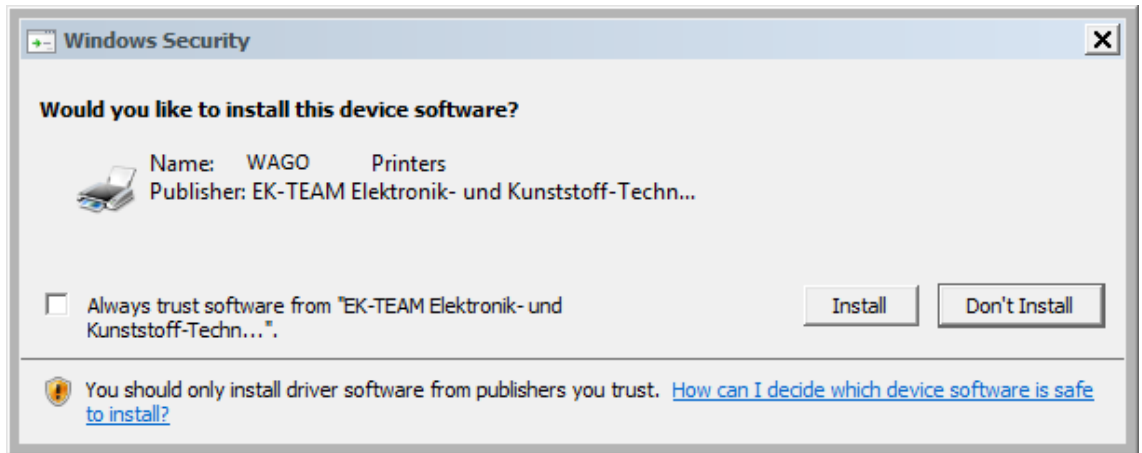 Windows Security
Would you like to install this device software?
Name: WAGO Printers
Publisher: EK-TEAM Elektronik- und Kunststoff-Techn...
Always trust software from "EK-TEAM Elektronik- und
Kunststoff-Techn...".
Install
Don't Install
You should only install driver software from publishers you trust. How can I decide which device software is safe
to install?